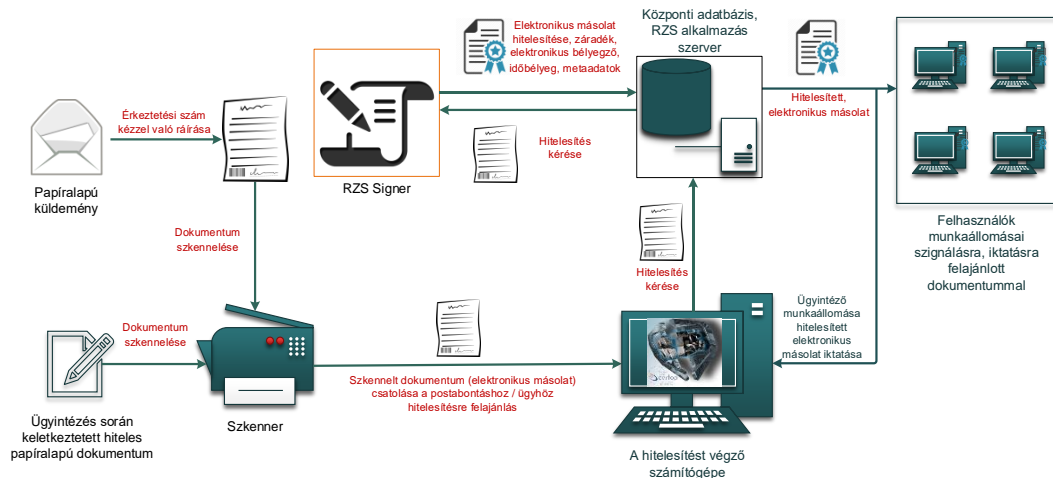 Elektronikus másolat
hitelesítése, záradék,
elektronikus bélyegző,
időbélyeg, metaadatok
Központi adatbázis,
RZS alkalmazás
szerver
Érkeztetési szám
kézzel való ráírása
Hitelesített,
elektronikus másolat
Hitelesítés
kérése
Papíralapú
küldemény
RZS Signer
Dokumentum
szkennelése
Hitelesítés
kérése
Felhasználók
munkaállomásai
szignálásra, iktatásra
felajánlott
dokumentummal
Dokumentum
szkennelése
Ügyintéző
munkaállomása
hitelesített
elektronikus
másolat iktatása
Szkennelt dokumentum (elektronikus másolat)
csatolása a postabontáshoz / ügyhöz
hitelesítésre felajánlás
Ügyintézés során
keletkeztetett hiteles
papíralapú dokumentum
Szkenner
A hitelesítést végző
számítógépe